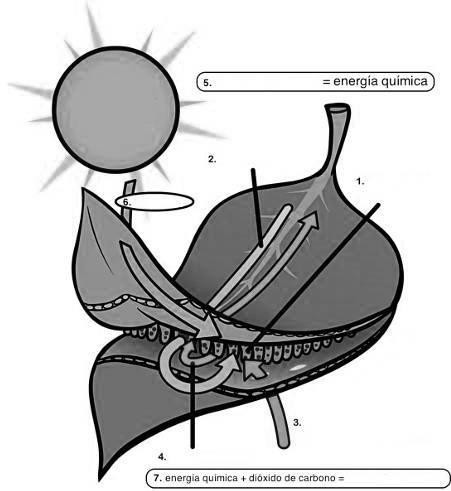 5. = energía química
2.
1.
6.
3.
4.
7. energía química + dióxido de carbono =